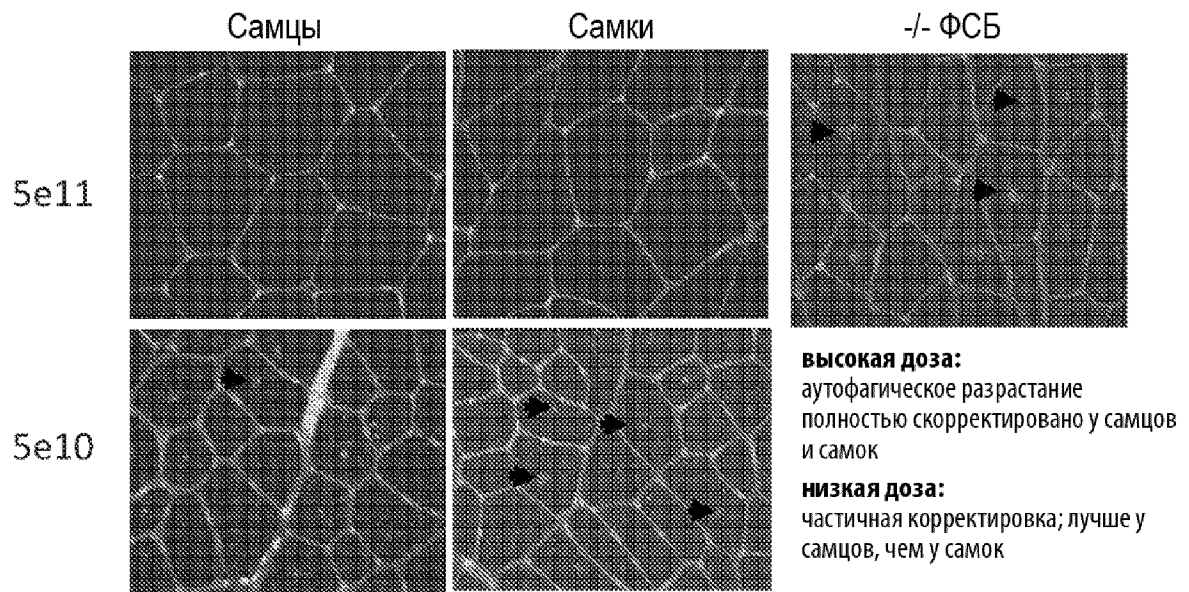 Самцы Самки -/- ФСБ
5e11
5e10
высокая доза:
аутофагическое разрастание
полностью скорректировано у самцов
и самок
низкая доза:
частичная корректировка; лучше у
самцов, чем у самок